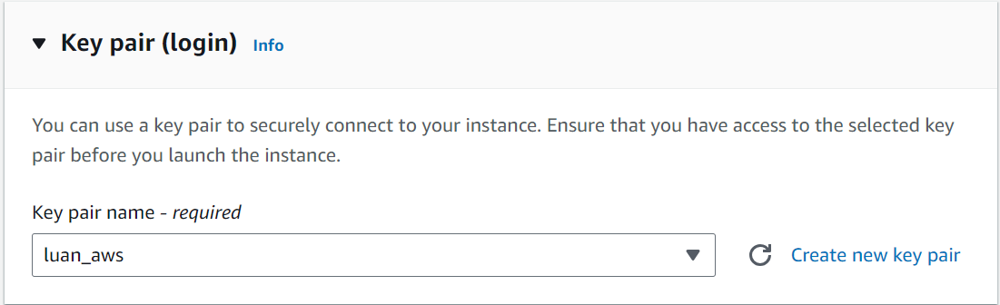 Key pair (login) Info
You can use a key pair to securely connect to your instance. Ensure that you have access to the selected key
pair before you launch the instance.
Key pair name - required
luan_aws
Create new key pair